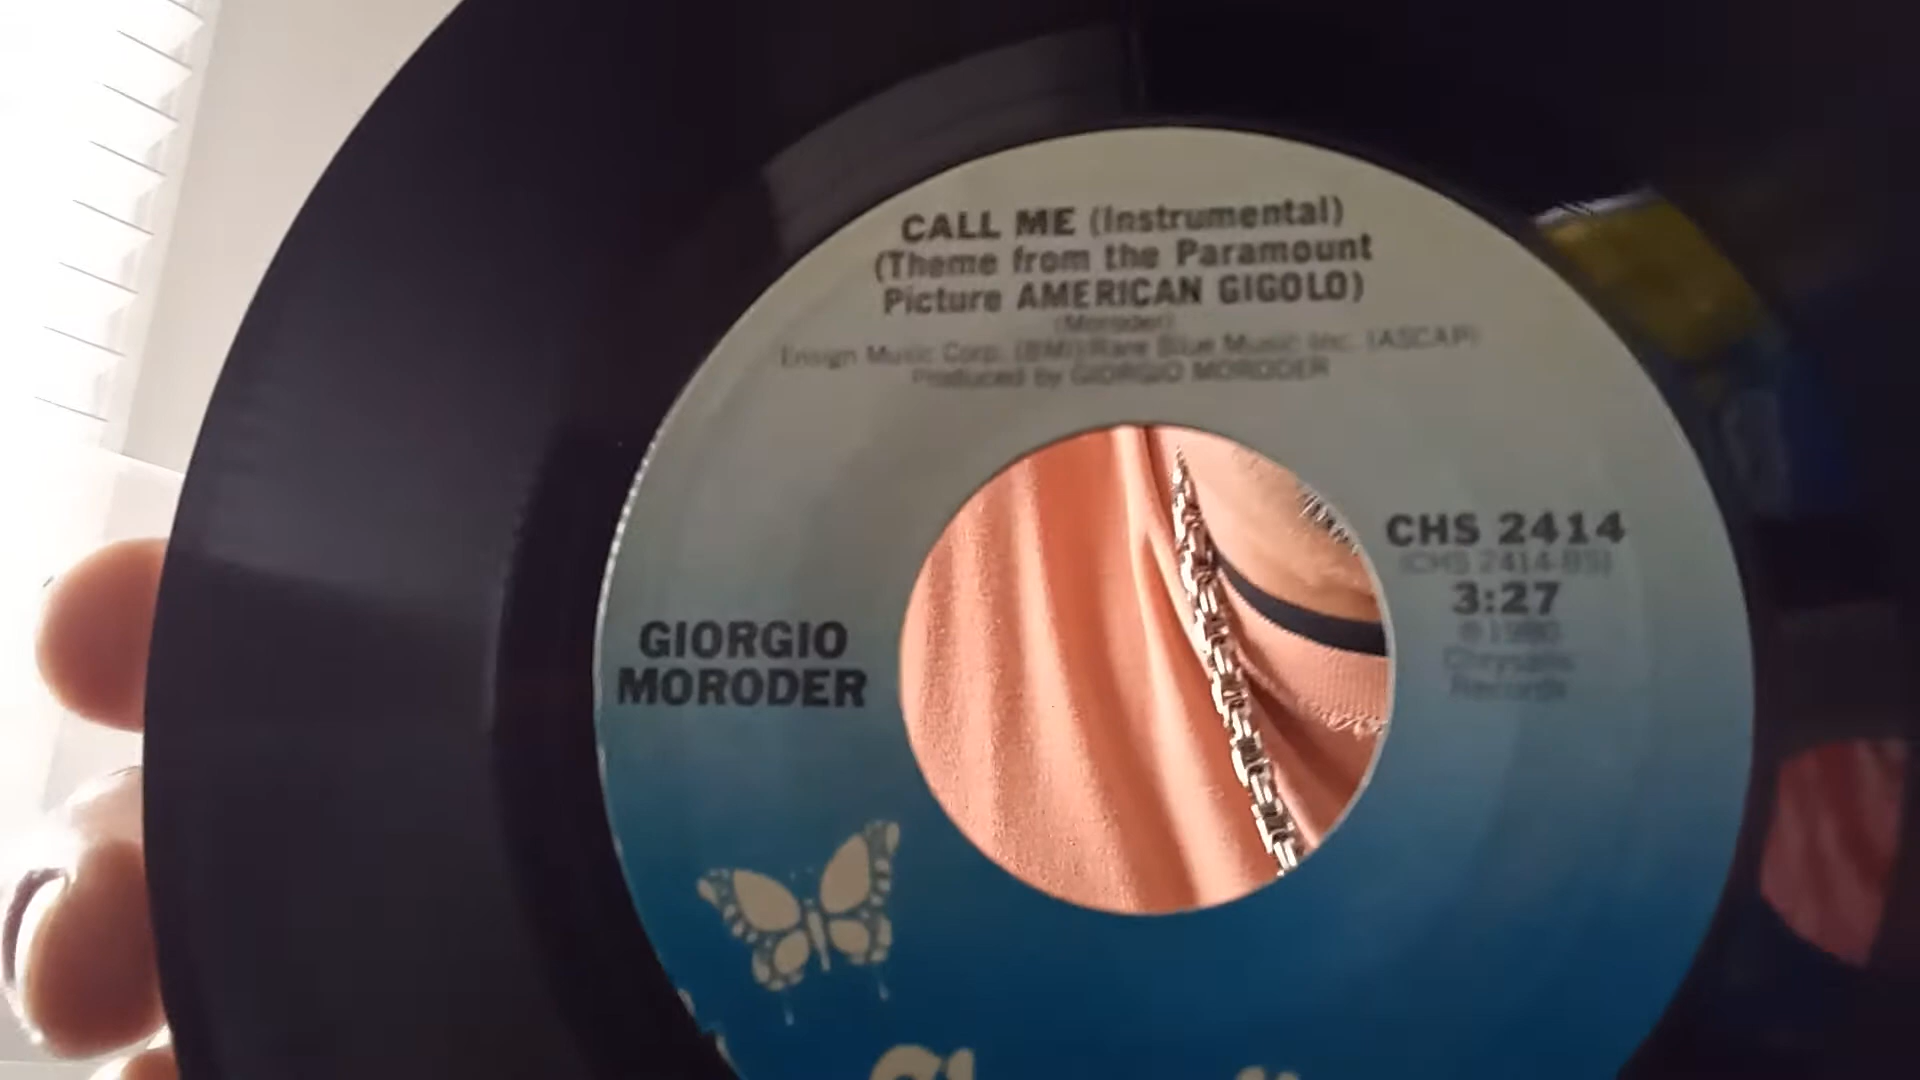 CALL ME (Instrumental)
(Theme from the Paramount
Picture AMERICAN GIGOLO)
(Moroder)
Ensign Music Corp. (BMI)/Rare Blue Music Inc. (ASCAP)
Produced by GIORGIO MORODER
CHS 2414
(CHS 2414-BS)
3:27
℗1980
Chrysalis
Records
GIORGIO
MORODER